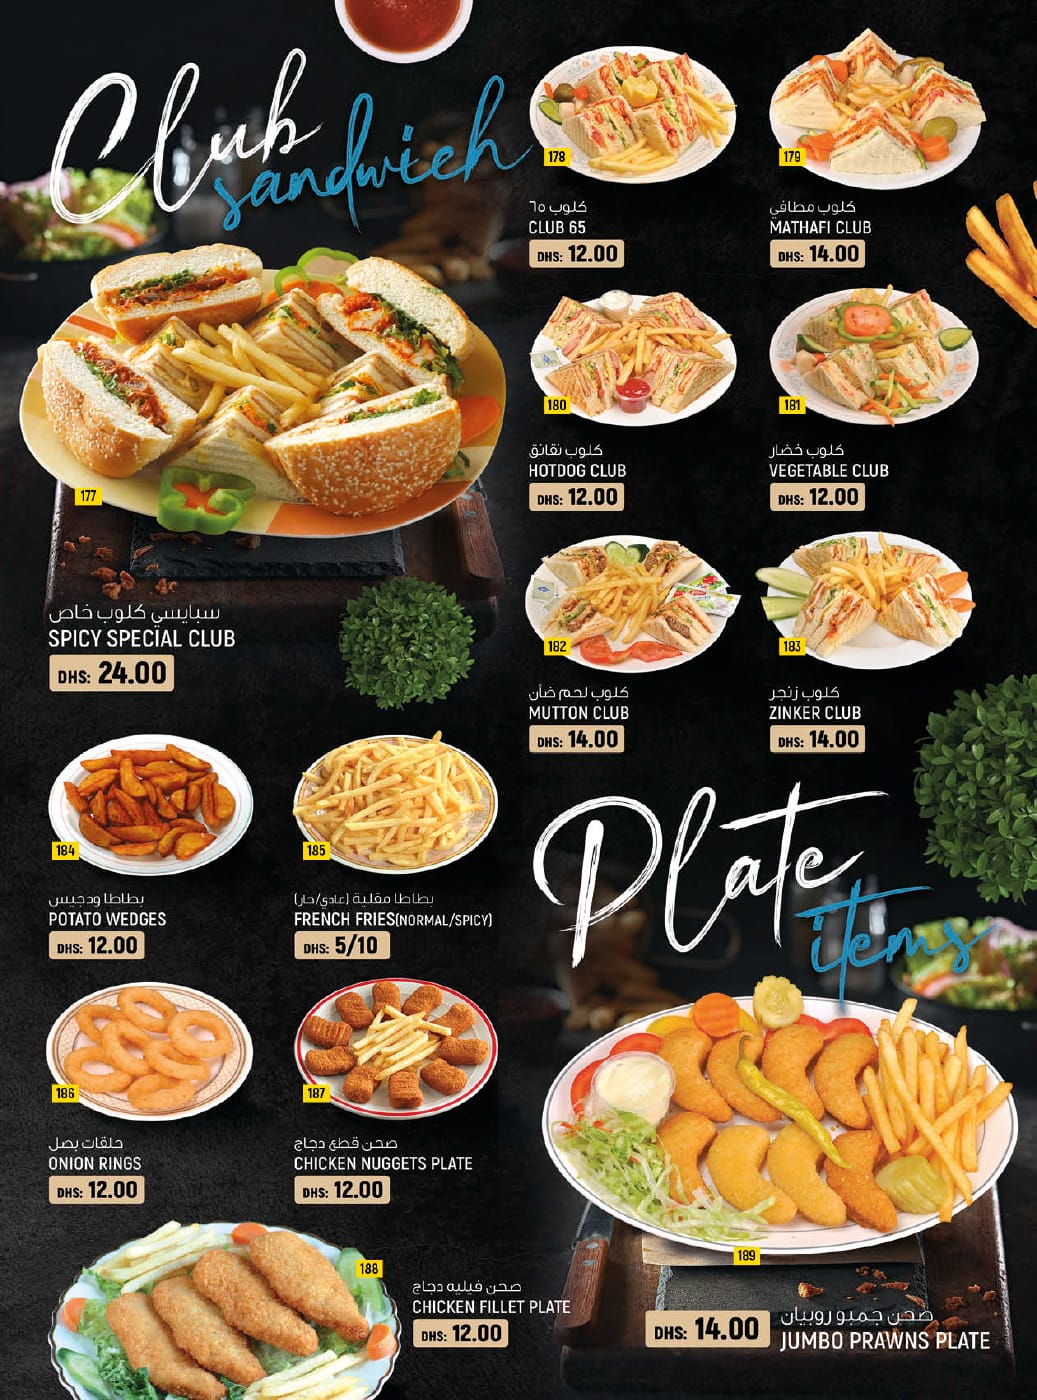 Club
sandwich
177
سبايسي كلوب خاص
SPICY SPECIAL CLUB
DHS: 24.00
178
كلوب ٦٥
CLUB 65
DHS: 12.00
179
كلوب مطافي
MATHAFI CLUB
DHS: 14.00
180
كلوب نقانق
HOTDOG CLUB
DHS: 12.00
181
كلوب خضار
VEGETABLE CLUB
DHS: 12.00
182
كلوب لحم ضأن
MUTTON CLUB
DHS: 14.00
183
كلوب زنجر
ZINKER CLUB
DHS: 14.00
184
بطاطا ودجيس
POTATO WEDGES
DHS: 12.00
185
بطاطا مقلية (عادي/حار)
FRENCH FRIES(NORMAL/SPICY)
DHS: 5/10
186
حلقات بصل
ONION RINGS
DHS: 12.00
187
صحن قطع دجاج
CHICKEN NUGGETS PLATE
DHS: 12.00
188
صحن فيليه دجاج
CHICKEN FILLET PLATE
DHS: 12.00
Plate
items
189
صحن جمبو روبيان
JUMBO PRAWNS PLATE
DHS: 14.00